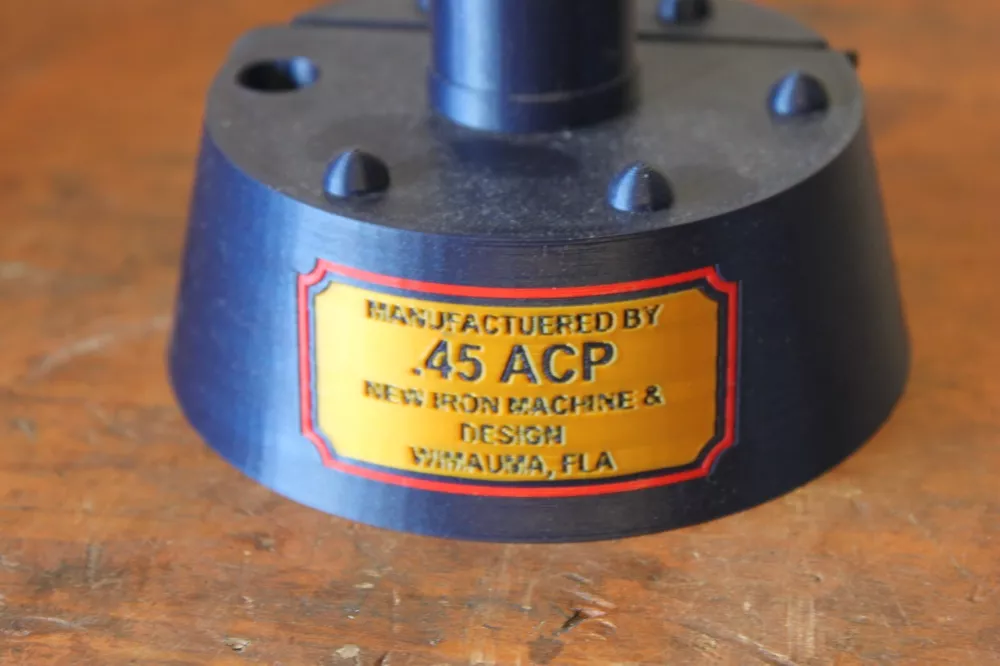 MANUFACTUERED BY
.45 ACP
NEW IRON MACHINE &
DESIGN
WIMAUMA, FLA